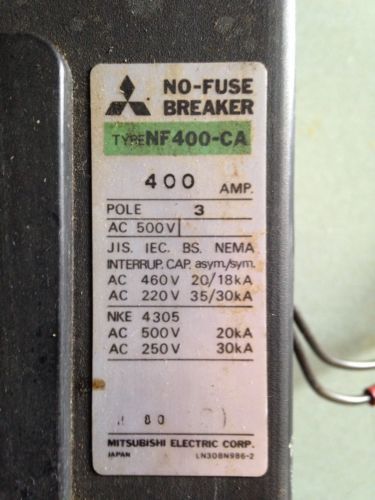 NO-FUSE
BREAKER
TYPE NF400-CA
400 AMP.
POLE 3
AC 500V
JIS. IEC. BS. NEMA
INTERRUP. CAP. asym./sym.
AC 460V 20/18kA
AC 220V 35/30kA
NKE 4305
AC 500V 20kA
AC 250V 30kA
80
MITSUBISHI ELECTRIC CORP.
JAPAN LN308N986-2